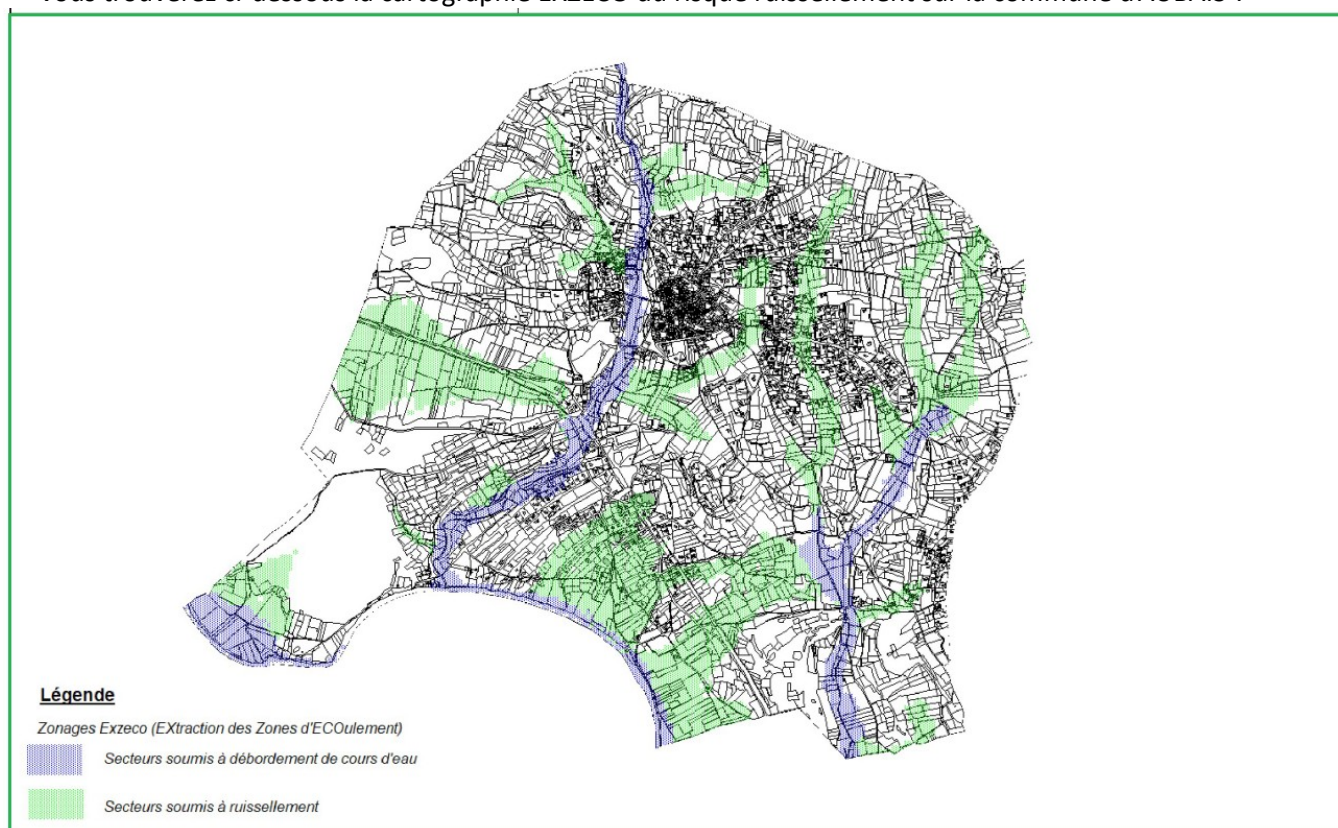 Légende
Zonages Exzeco (EXtraction des Zones d'ECOulement)
Secteurs soumis à débordement de cours d'eau
Secteurs soumis à ruissellement